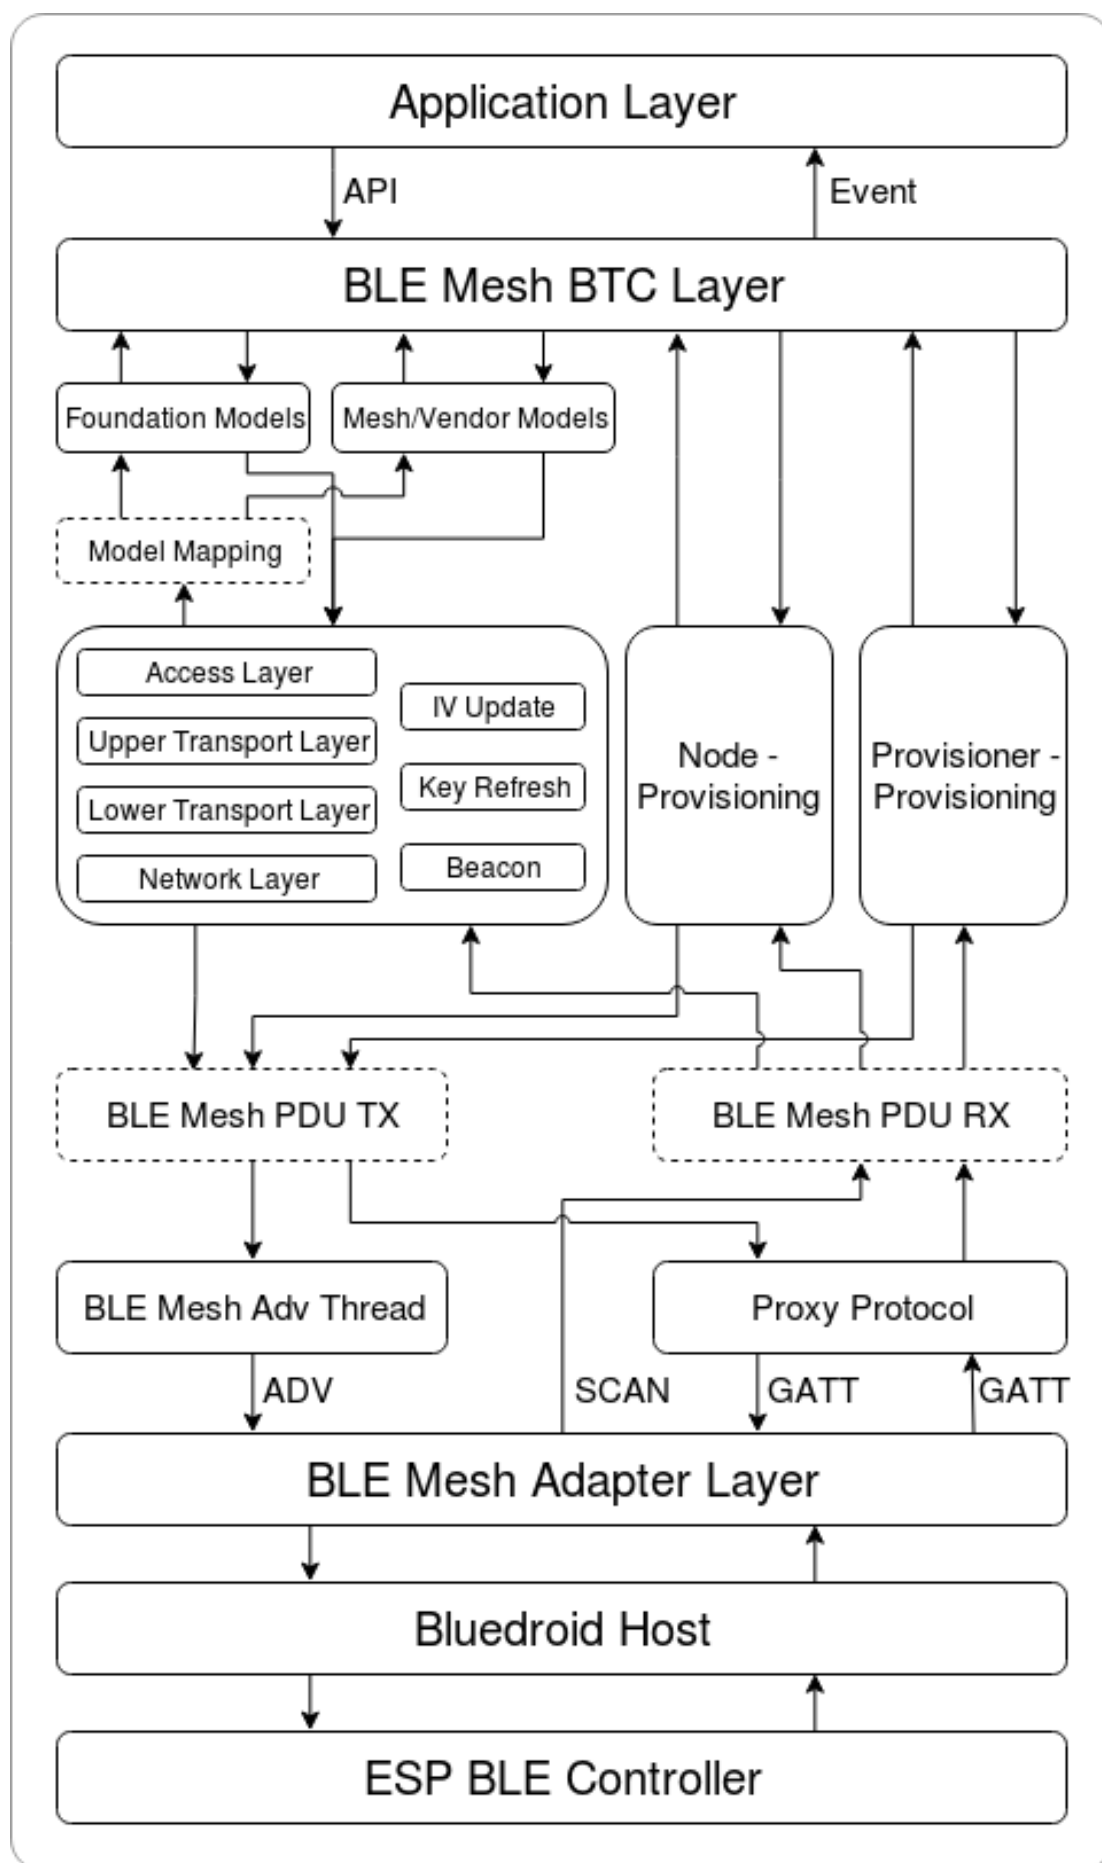 Application Layer
API
Event
BLE Mesh BTC Layer
Foundation Models
Mesh/Vendor Models
Model Mapping
Access Layer
Upper Transport Layer
Lower Transport Layer
Network Layer
IV Update
Key Refresh
Beacon
Node -
Provisioning
Provisioner -
Provisioning
BLE Mesh PDU TX
BLE Mesh PDU RX
BLE Mesh Adv Thread
Proxy Protocol
ADV
SCAN
GATT
GATT
BLE Mesh Adapter Layer
Bluedroid Host
ESP BLE Controller